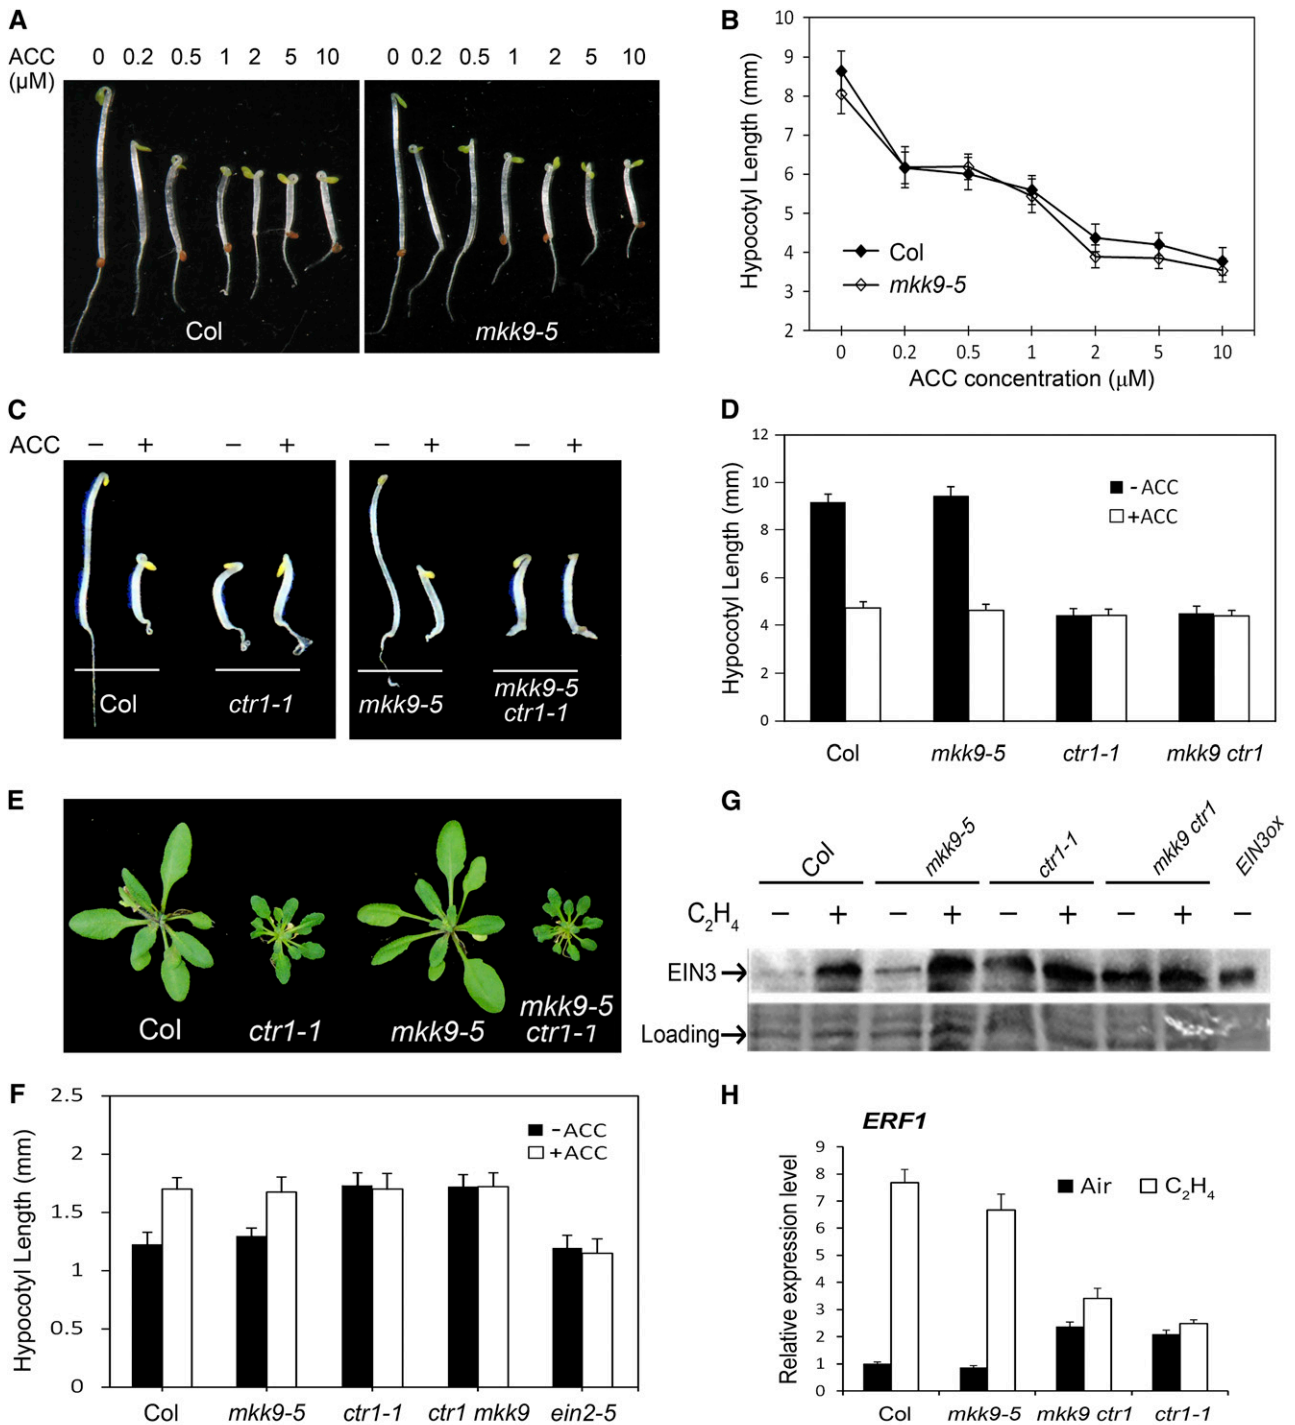 A
ACC 0 0.2 0.5 1 2 5 10 0 0.2 0.5 1 2 5 10
(µM)
Col mkk9-5
B
Hypocotyl Length (mm)
10
9
8
7
6
5
4
3
2
Col
mkk9-5
0 0.2 0.5 1 2 5 10
ACC concentration (µM)
C
ACC − + − + − + − +
Col ctr1-1 mkk9-5 mkk9-5
ctr1-1
D
Hypocotyl Length (mm)
12
10
8
6
4
2
0
-ACC
+ACC
Col mkk9-5 ctr1-1 mkk9 ctr1
E
Col ctr1-1 mkk9-5 mkk9-5
ctr1-1
G
Col mkk9-5 ctr1-1 mkk9 ctr1 EIN3ox
C₂H₄ − + − + − + − + −
EIN3
Loading
F
Hypocotyl Length (mm)
2.5
2
1.5
1
0.5
0
-ACC
+ACC
Col mkk9-5 ctr1-1 ctr1 mkk9 ein2-5
H
ERF1
Relative expression level
9
8
7
6
5
4
3
2
1
0
Air C₂H₄
Col mkk9-5 mkk9 ctr1 ctr1-1